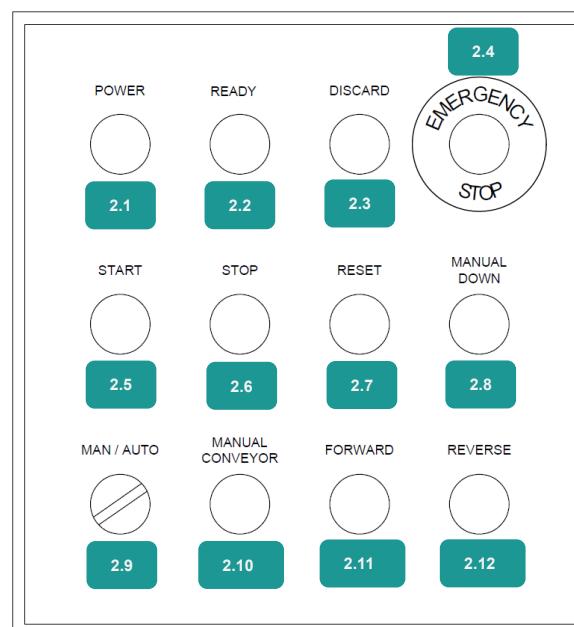 2.4
POWER
READY
DISCARD
EMERGENCY
STOP
2.1
2.2
2.3
START
STOP
RESET
MANUAL
DOWN
2.5
2.6
2.7
2.8
MAN / AUTO
MANUAL
CONVEYOR
FORWARD
REVERSE
2.9
2.10
2.11
2.12